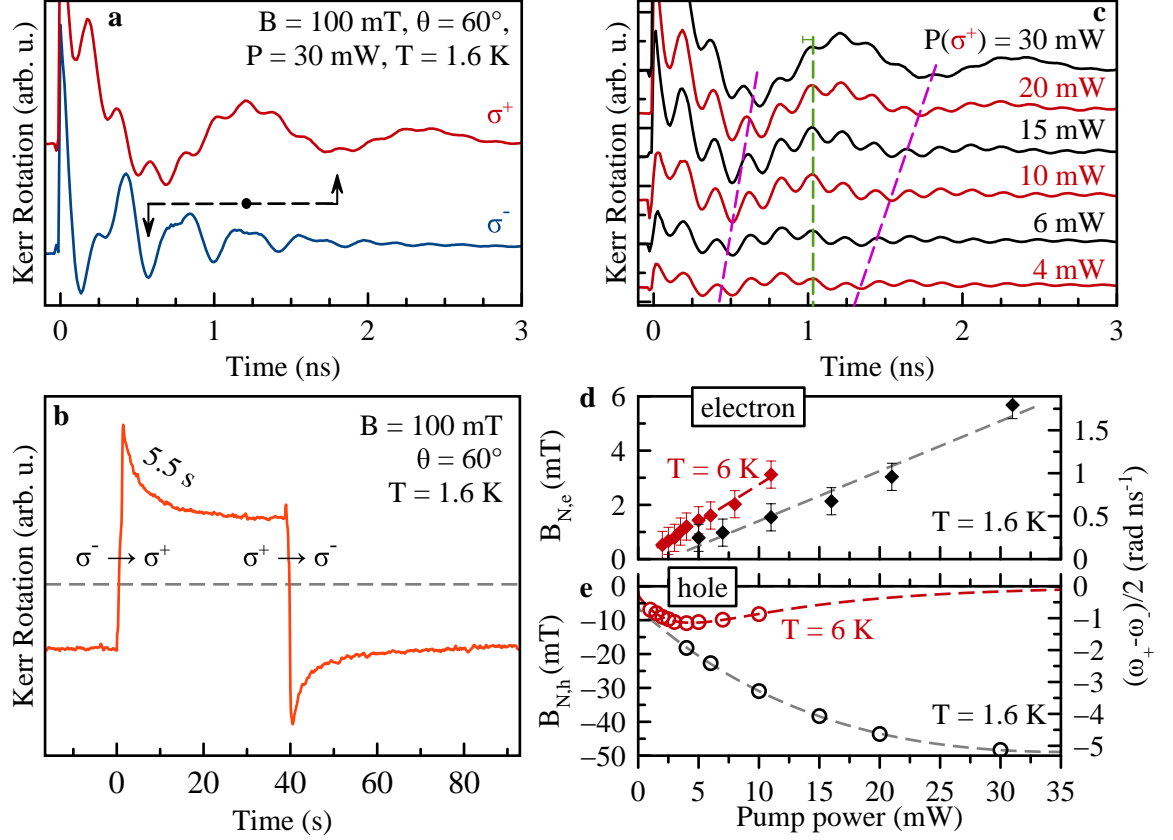 a
B = 100 mT, θ = 60°,
P = 30 mW, T = 1.6 K
σ+
σ-
Kerr Rotation (arb. u.)
0 1 2 3
Time (ns)
c
P(σ+) = 30 mW
20 mW
15 mW
10 mW
6 mW
4 mW
Kerr Rotation (arb. u.)
0 1 2 3
Time (ns)
b
B = 100 mT
θ = 60°
T = 1.6 K
5.5 s
σ- → σ+
σ+ → σ-
Kerr Rotation (arb. u.)
0 20 40 60 80
Time (s)
d
electron
T = 6 K
T = 1.6 K
B N,e (mT)
6
4
2
0
1.5
1
0.5
0
(ω+-ω-)/2 (rad ns-1)
e
hole
T = 6 K
T = 1.6 K
B N,h (mT)
0
−10
−20
−30
−40
−50
0
−1
−2
−3
−4
−5
0 5 10 15 20 25 30 35
Pump power (mW)